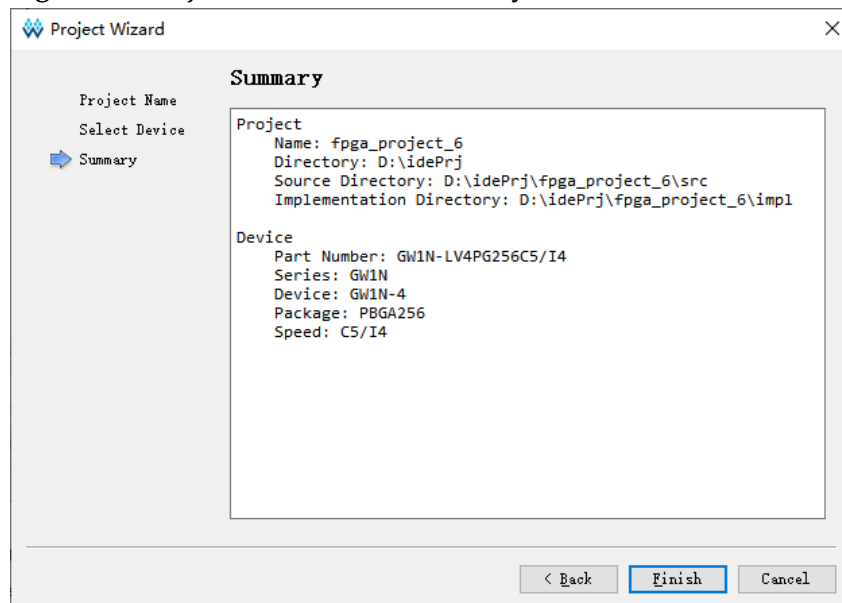 Project Wizard
Summary
Project Name
Select Device
Summary
Project
Name: fpga_project_6
Directory: D:\idePrj
Source Directory: D:\idePrj\fpga_project_6\src
Implementation Directory: D:\idePrj\fpga_project_6\impl
Device
Part Number: GW1N-LV4PG256C5/I4
Series: GW1N
Device: GW1N-4
Package: PBGA256
Speed: C5/I4
< Back
Finish
Cancel